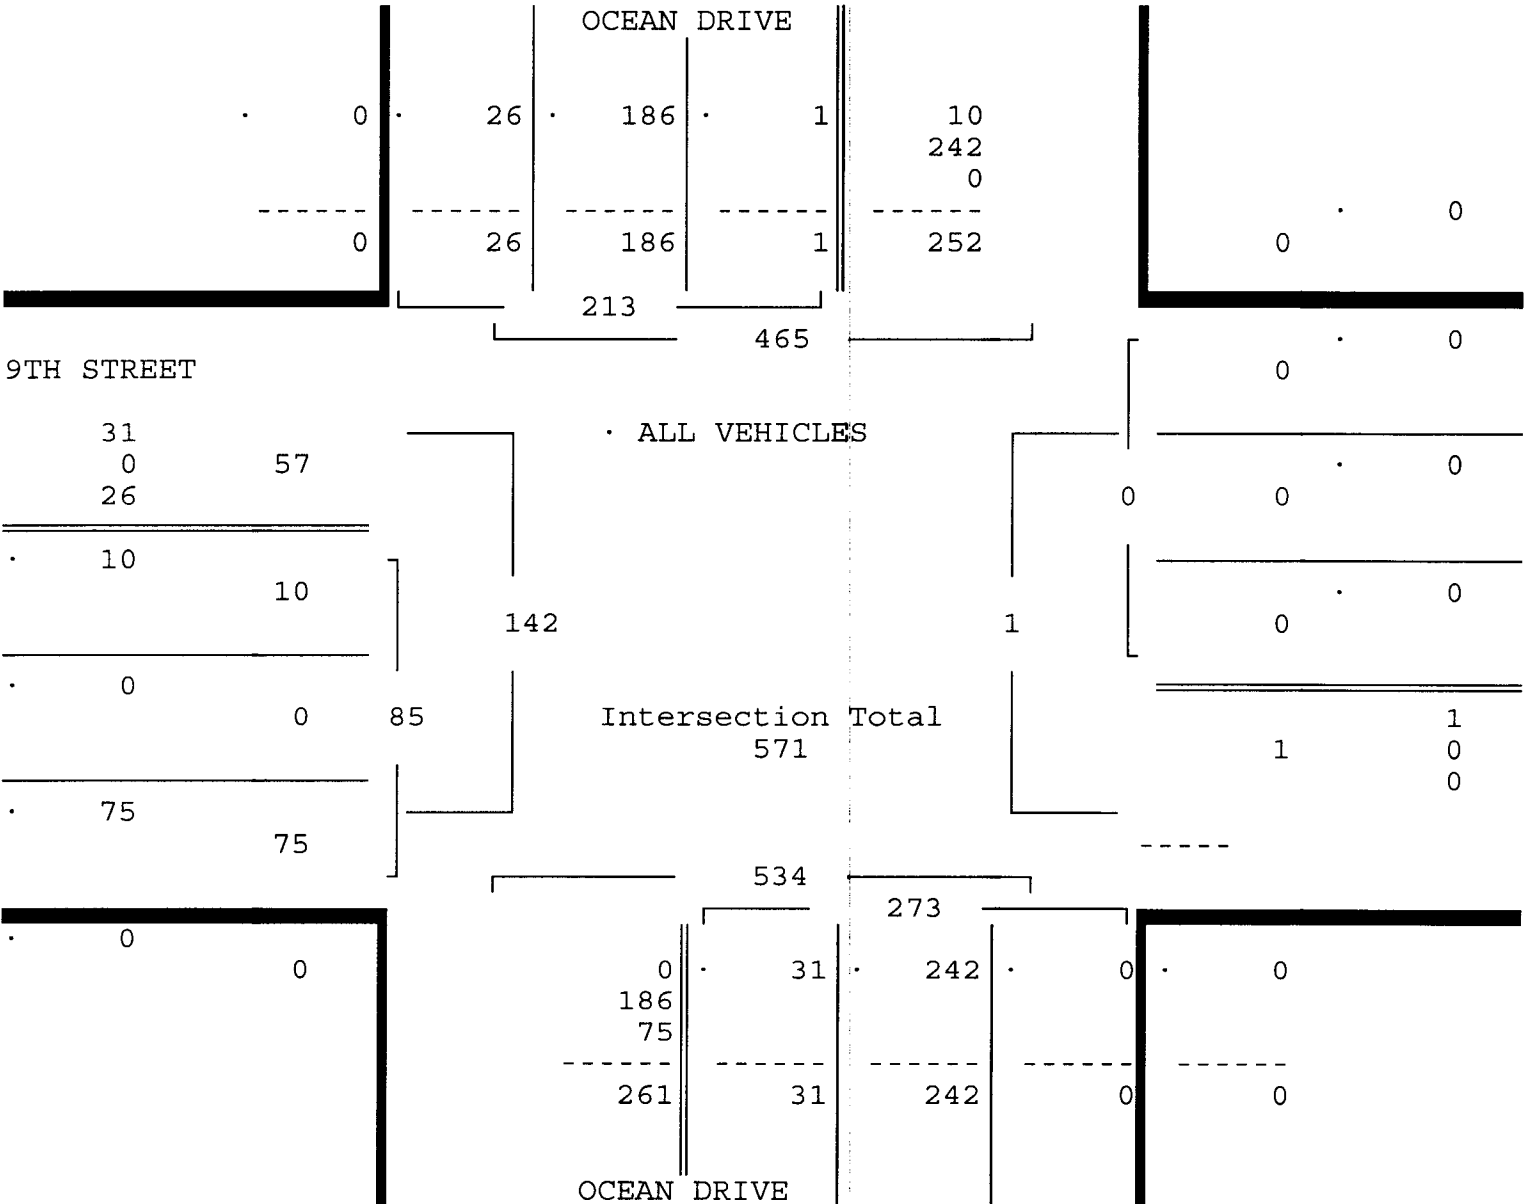 OCEAN DRIVE
· 0 · 26 · 186 · 1 10
242
0
------ ------ ------ ------ ------ · 0
0 26 186 1 252 0
213
465 · 0
9TH STREET 0
31 · ALL VEHICLES
0 57 · 0
26 0 0
· 10
10 · 0
142 1 0
· 0
0 85 Intersection Total 1
571 1 0
0
· 75
75 -----
534
273
· 0
0 0 · 31 · 242 · 0 · 0
186
75
------ ------ ------ ------ ------
261 31 242 0 0
OCEAN DRIVE